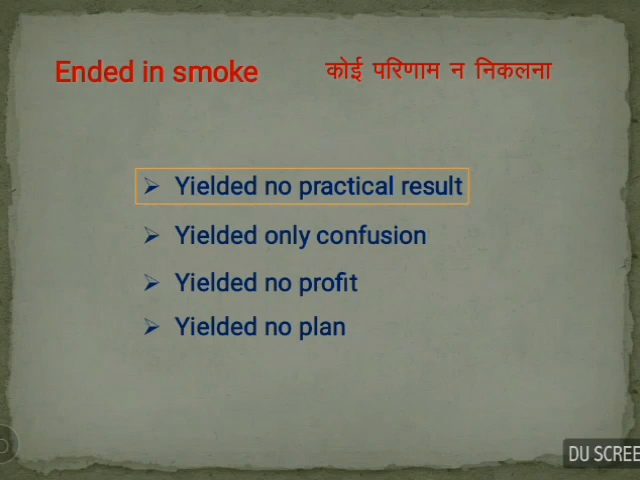 Ended in smoke कोई परिणाम न निकलना
Yielded no practical result
Yielded only confusion
Yielded no profit
Yielded no plan
DU SCREE